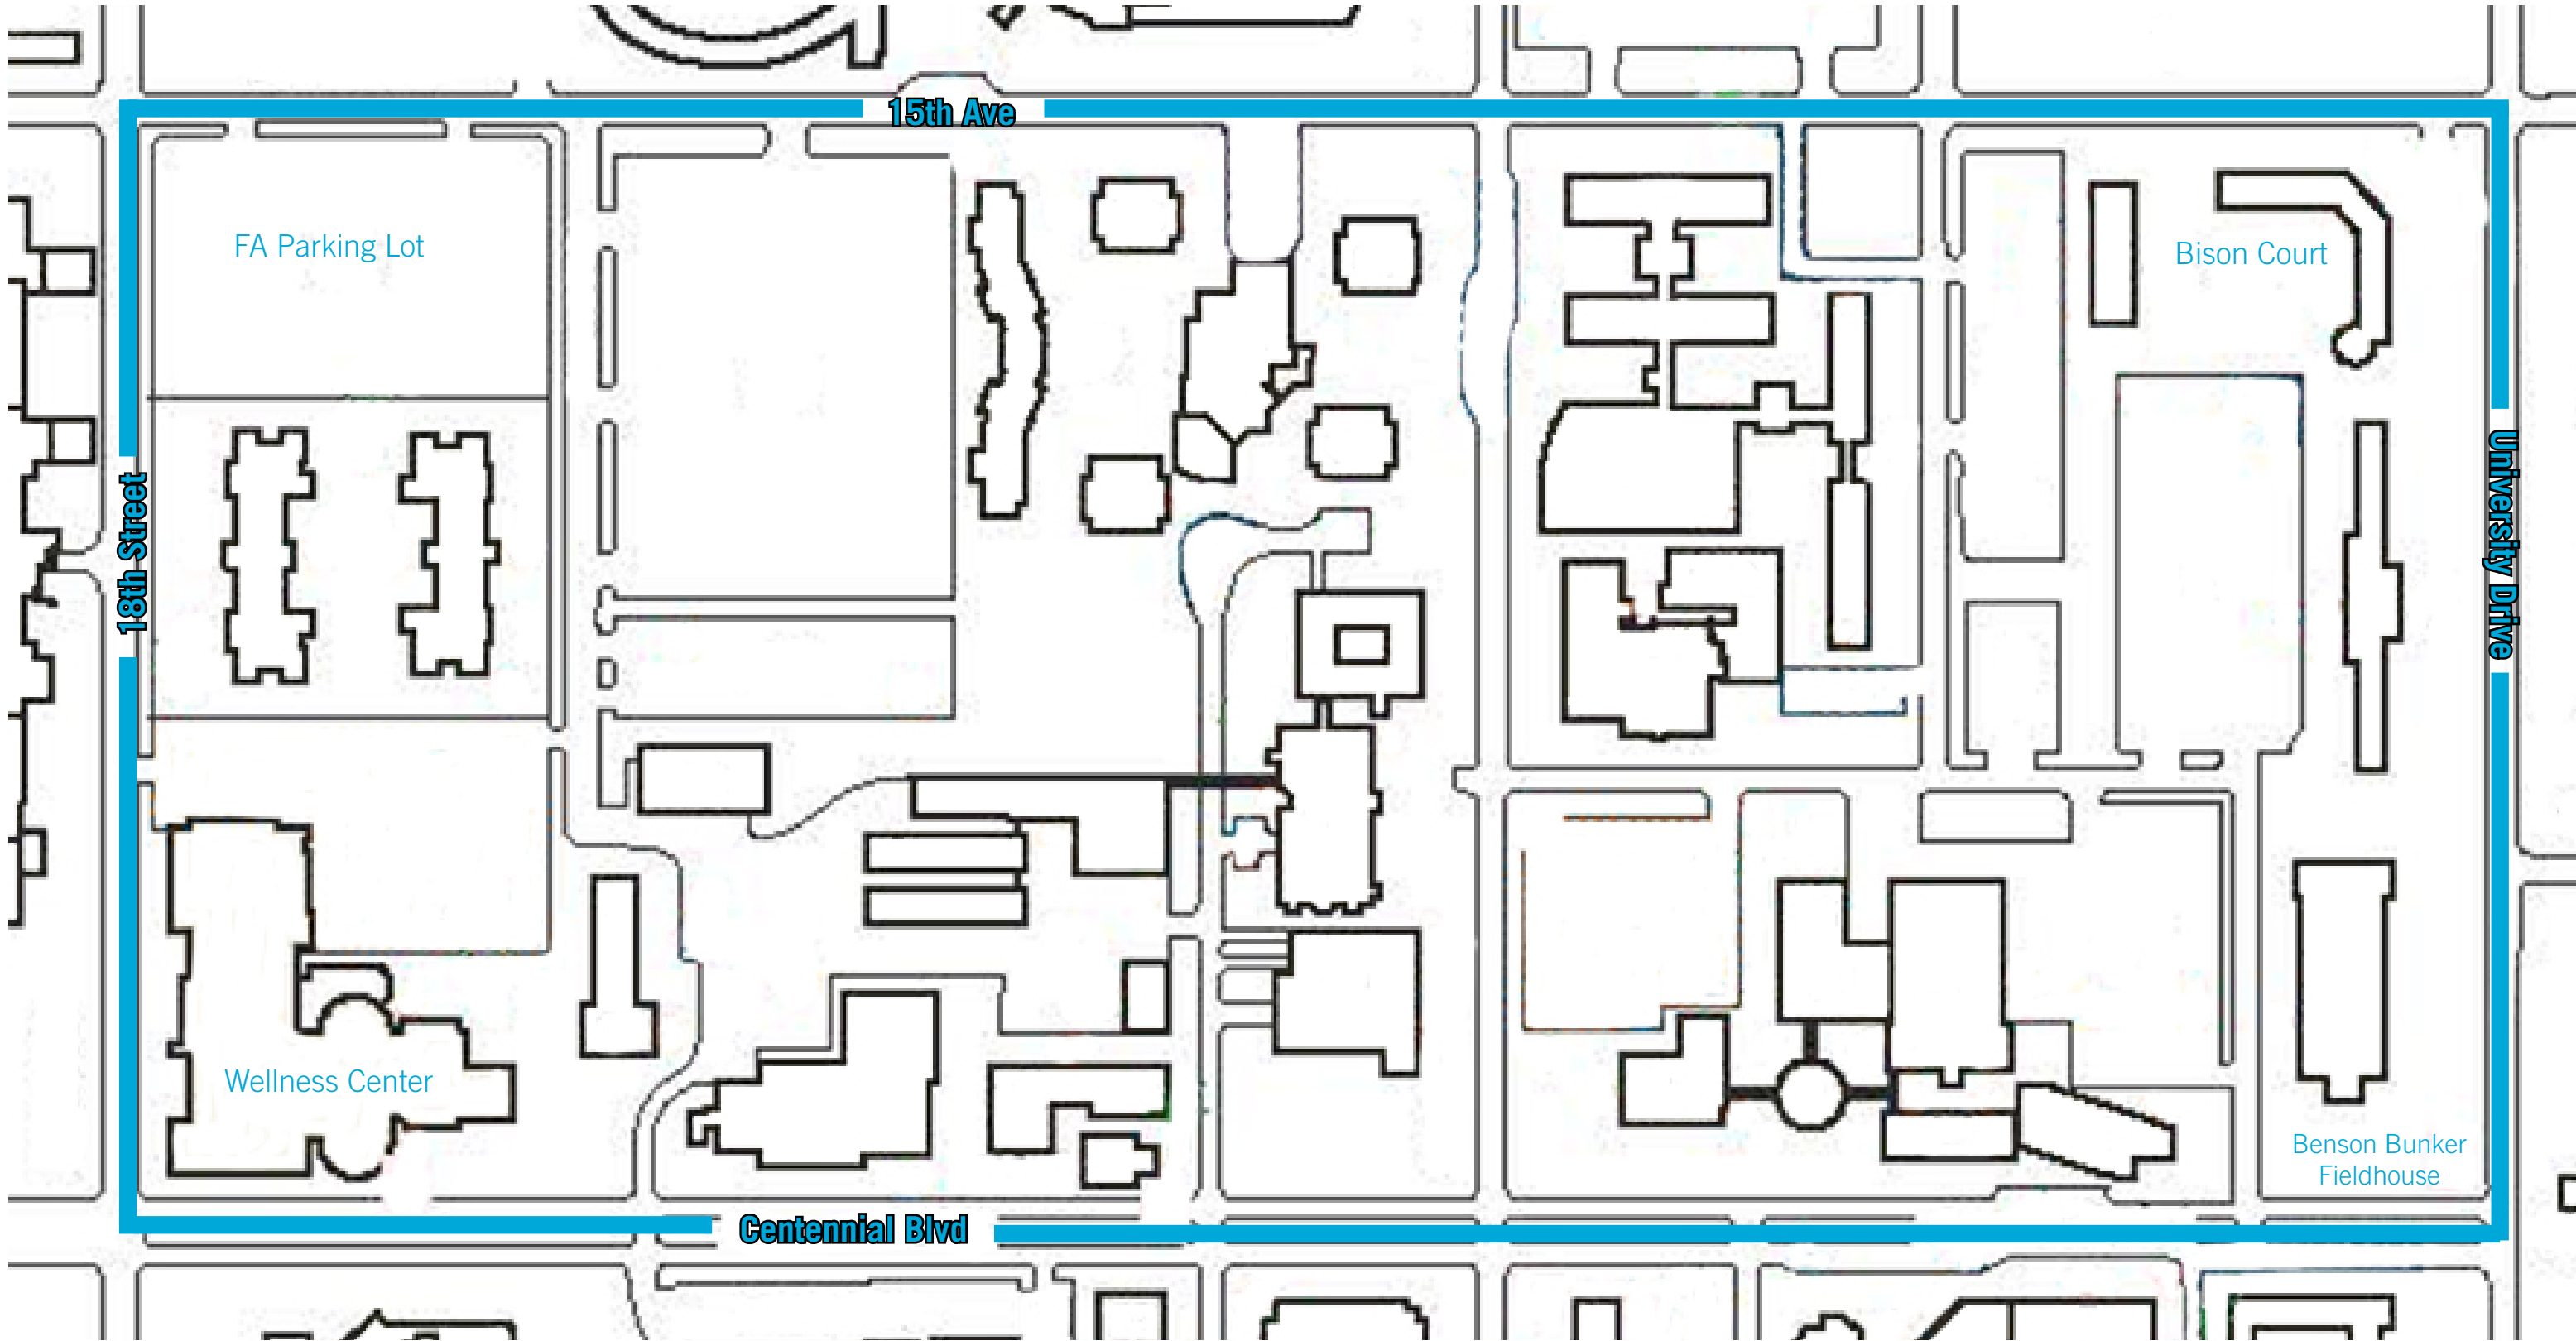 15th Ave
FA Parking Lot
Bison Court
18th Street
University Drive
Wellness Center
Benson Bunker
Fieldhouse
Centennial Blvd